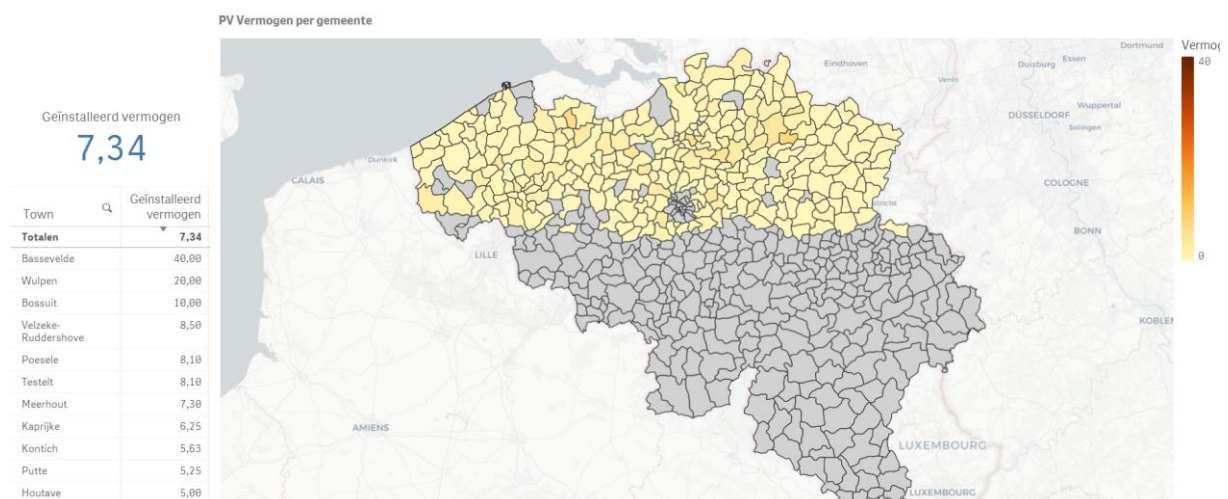 PV Vermogen per gemeente
Geïnstalleerd vermogen
7,34
Town Geïnstalleerd vermogen
Totalen 7,34
Bassevelde 40,00
Wulpen 20,00
Bossuit 10,00
Velzeke-
Ruddershove 8,50
Poesele 8,10
Testelt 8,10
Meerhout 7,30
Kaprijke 6,25
Kontich 5,63
Putte 5,25
Houtave 5,00
Dortmund
Vermog
40
0
Eindhoven
Duisburg Essen
Venlo
Wuppertal
DÜSSELDORF
Solingen
Dunkirk
CALAIS
COLOGNE
stricht
BONN
LILLE
KOBLEN
AMIENS
LUXEMBOURG
LUXEMBOURG